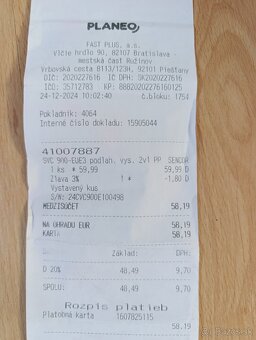 PLANEO
FAST PLUS, a.s.
Vlčie hrdlo 90, 82107 Bratislava
mestská časť Ružinov
Vrbovská cesta 8113/123H, 92101 Piešťany
DIČ: 2020227616 IČ DPH: SK2020227616
IČO: 35712783 KP: 88820202276160125
24-12-2024 10:02:40 č.bloku: 1754
Pokladník: 4064
Interné číslo dokladu: 15905044
41007887
SVC 900-EUE3 podlah. vys. 2v1 PP SENCOR
1 ks * 59,99 59,99 D
Zľava 3% 1 * -1,80 D
Vystavený kus
S/N: 24CVC900E100498
MEDZISÚČET 58,19
NA ÚHRADU EUR 58,19
KARTA 58,19
Základ: DPH:
D 20% 48,49 9,70
SPOLU: 48,49 9,70
Rozpis platieb
Platobná karta 1607825115
58,19